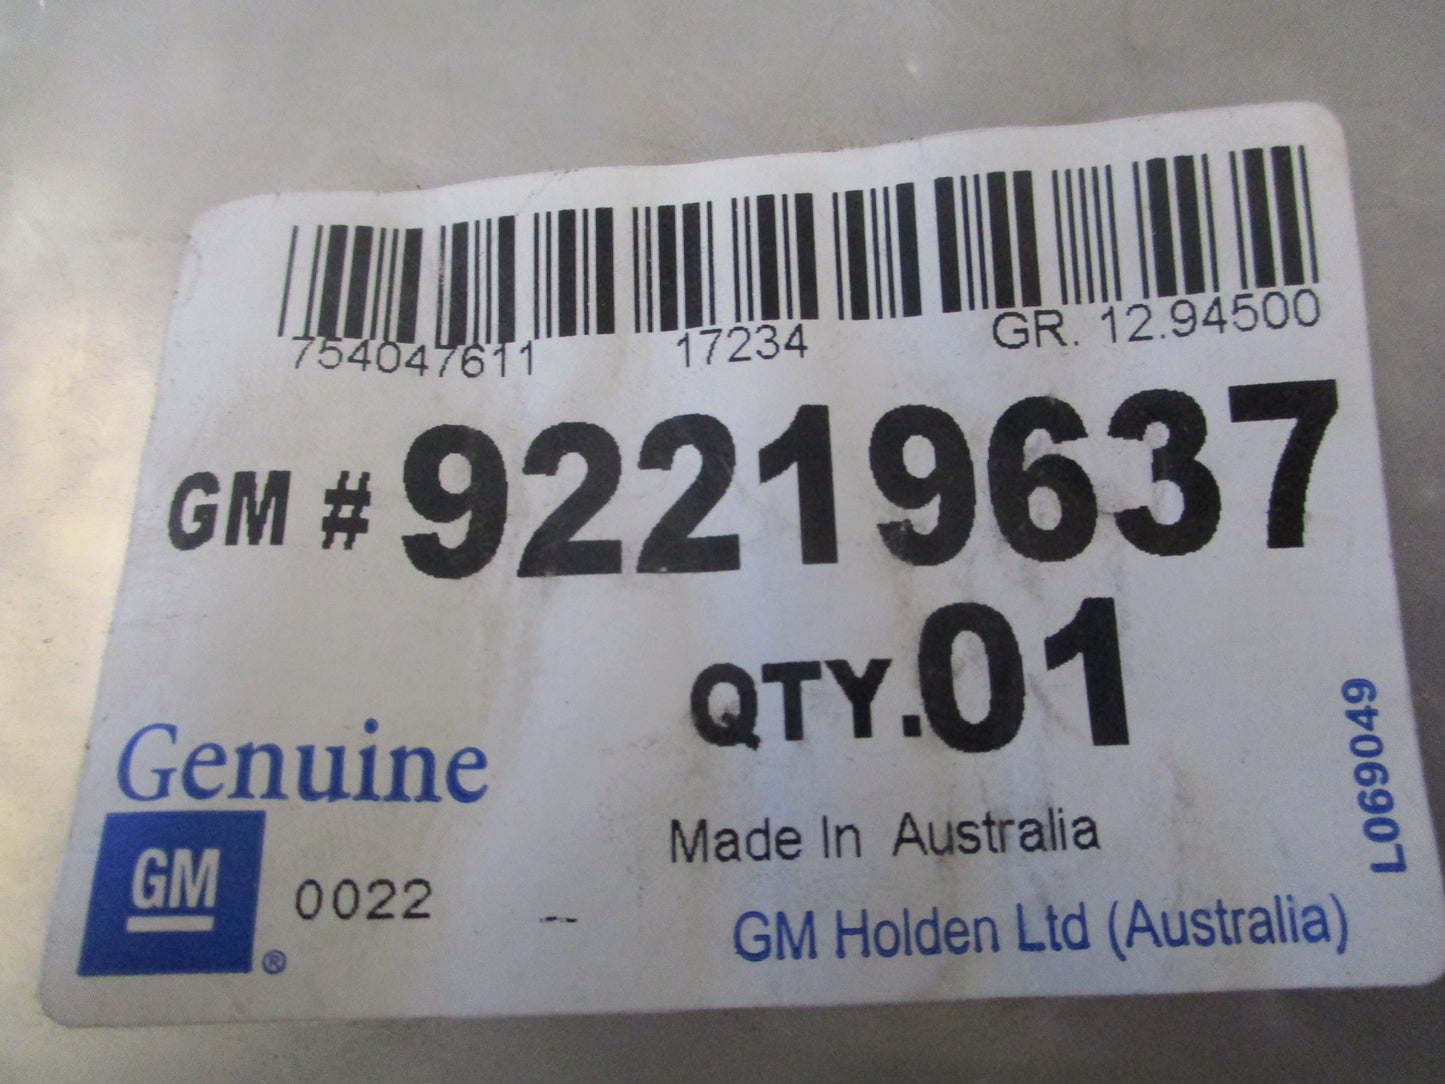 754047611 17234 GR. 12.94500
GM # 92219637
QTY.01
Genuine
GM ®
0022 --
Made In Australia
GM Holden Ltd (Australia)
L069049